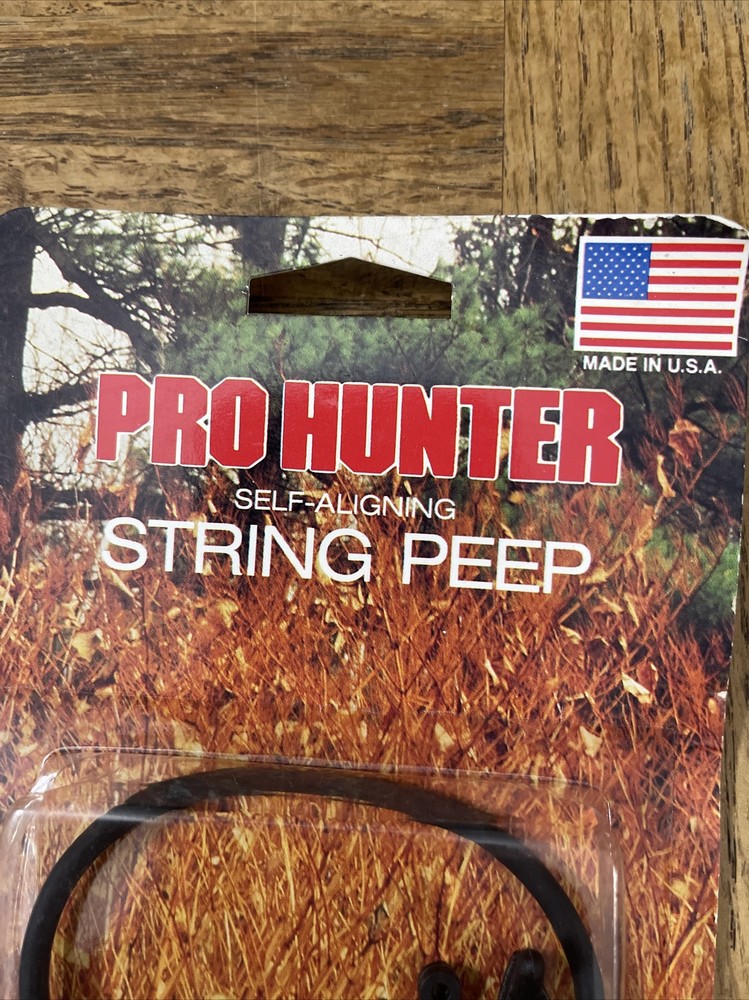 MADE IN U.S.A.
PRO HUNTER
SELF-ALIGNING
STRING PEEP